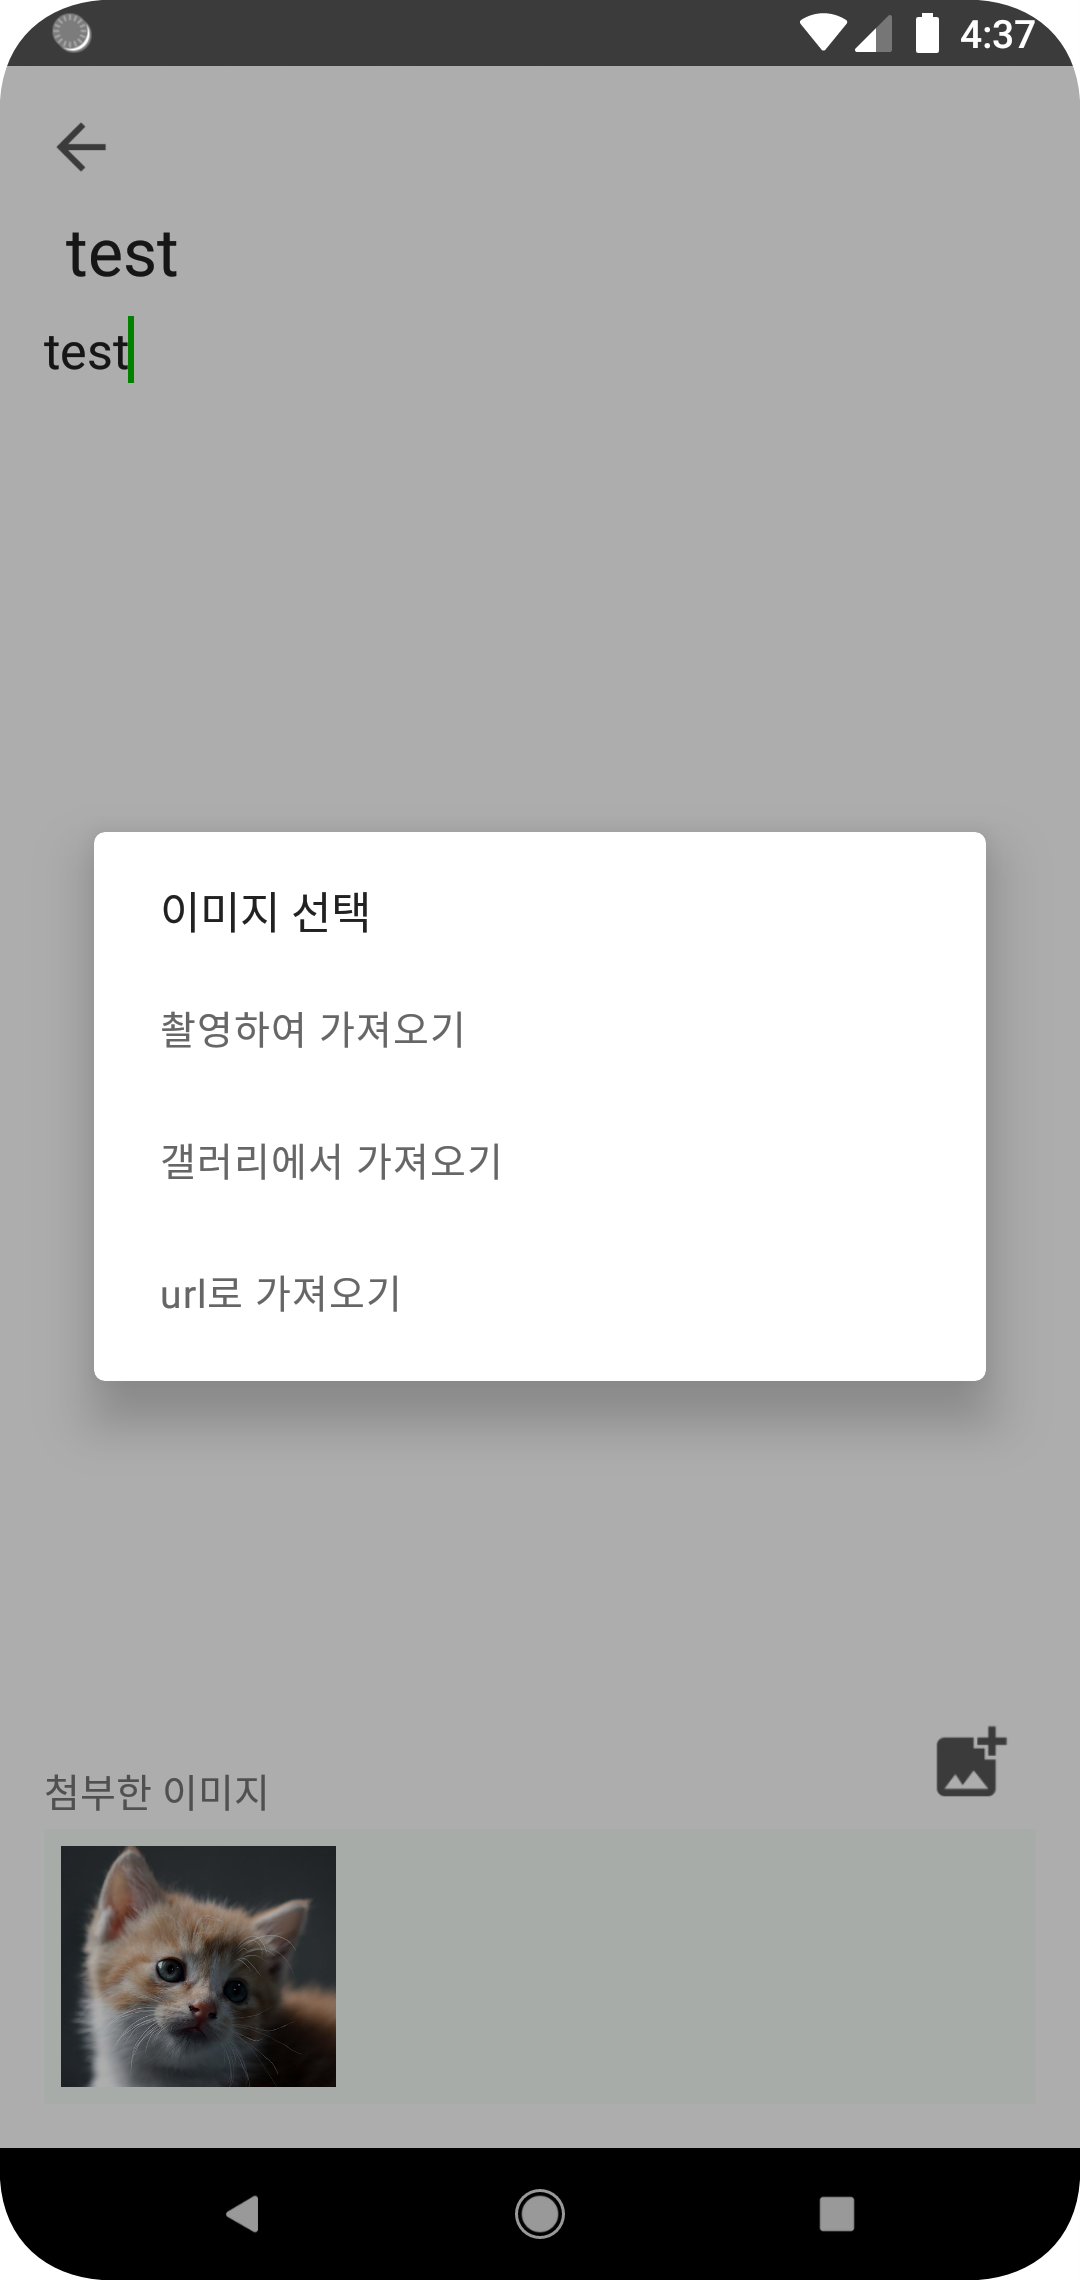 4:37
test
test
이미지 선택
촬영하여 가져오기
갤러리에서 가져오기
url로 가져오기
첨부한 이미지